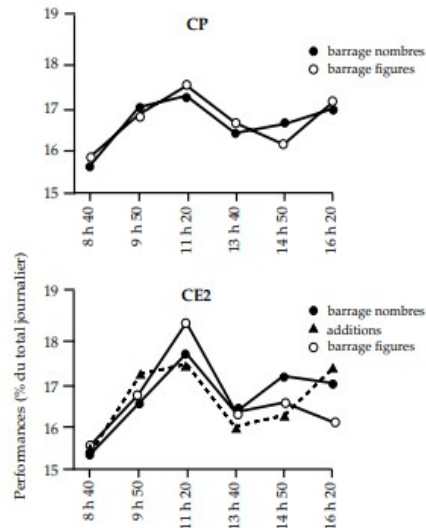 CP
19
18
17
16
15
barrage nombres
barrage figures
8 h 40
9 h 50
11 h 20
13 h 40
14 h 50
16 h 20
Performances (% du total journalier)
CE2
19
18
17
16
15
barrage nombres
additions
barrage figures
8 h 40
9 h 50
11 h 20
13 h 40
14 h 50
16 h 20